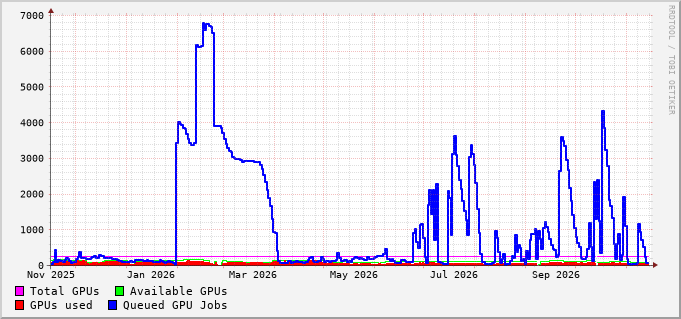 7000
6000
5000
4000
3000
2000
1000
0
Nov 2025 Jan 2026 Mar 2026 May 2026 Jul 2026 Sep 2026
Total GPUs Available GPUs
GPUs used Queued GPU Jobs
RRDTOOL / TOBI OETIKER